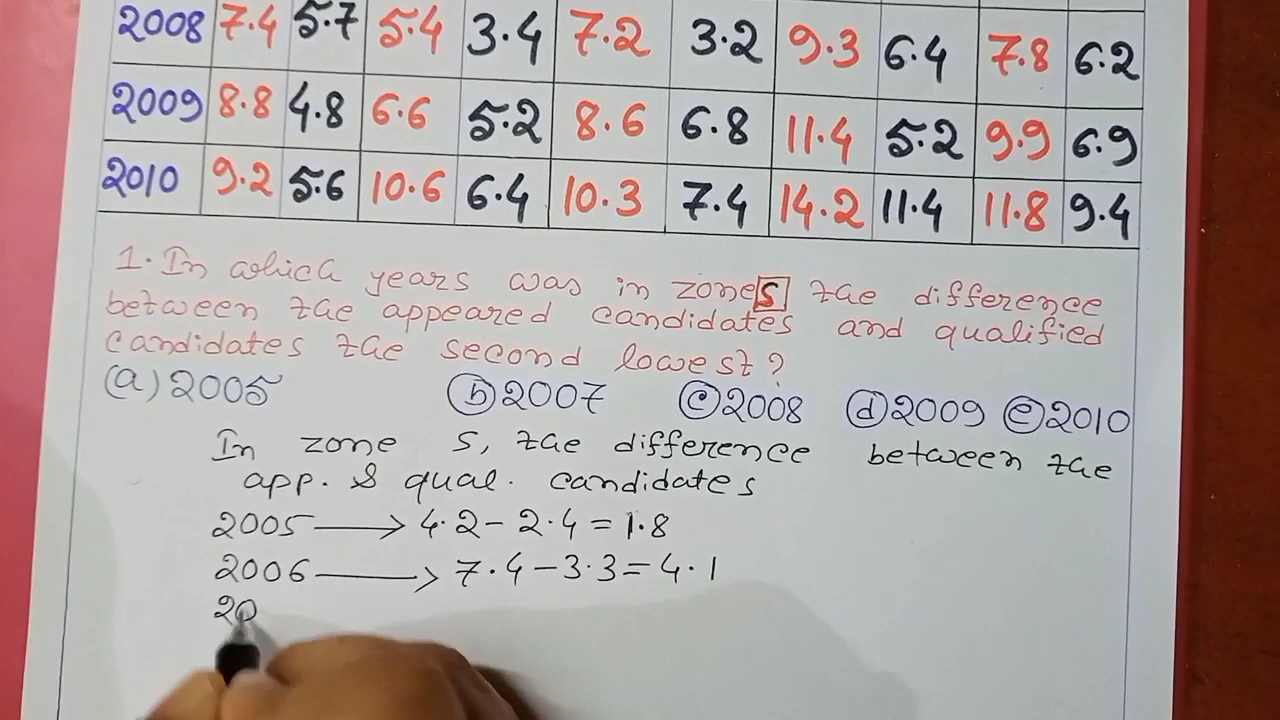 2008 7.4 5.7 5.4 3.4 7.2 3.2 9.3 6.4 7.8 6.2
2009 8.8 4.8 6.6 5.2 8.6 6.8 11.4 5.2 9.9 6.9
2010 9.2 5.6 10.6 6.4 10.3 7.4 14.2 11.4 11.8 9.4
1. In which years was in zone S the difference
between the appeared candidates and qualified
candidates the second lowest?
(a) 2005 (b) 2007 (c) 2008 (d) 2009 (e) 2010
In zone S, the difference between the
app. & qual. candidates
2005 → 4.2 - 2.4 = 1.8
2006 → 7.4 - 3.3 = 4.1
20